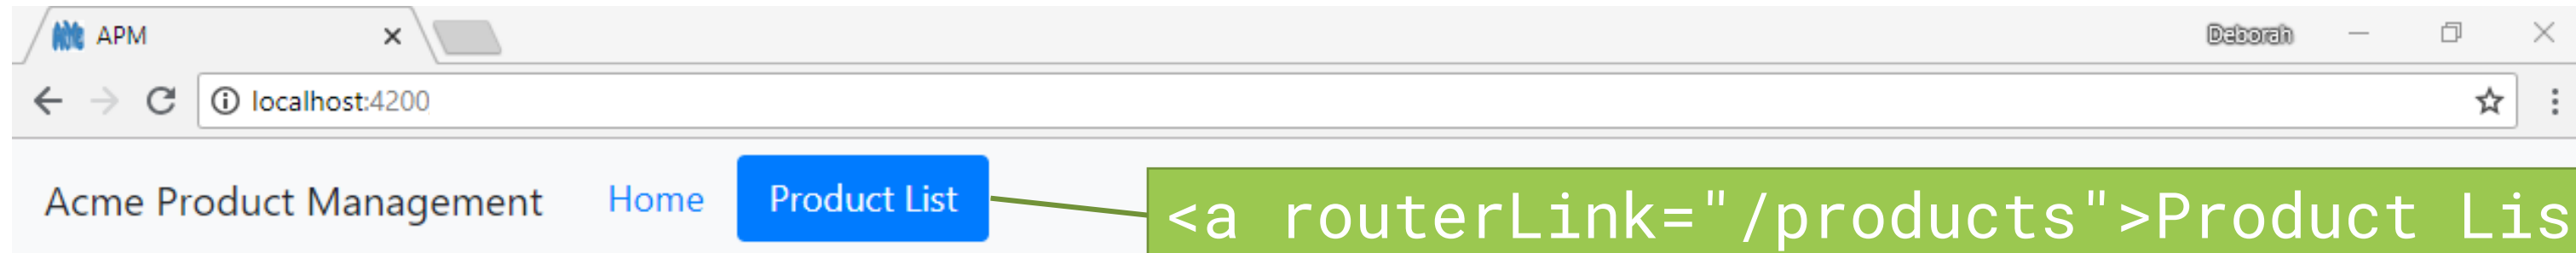 APM
Deborah
localhost:4200
Acme Product Management Home Product List
<a routerLink="/products">Product Lis